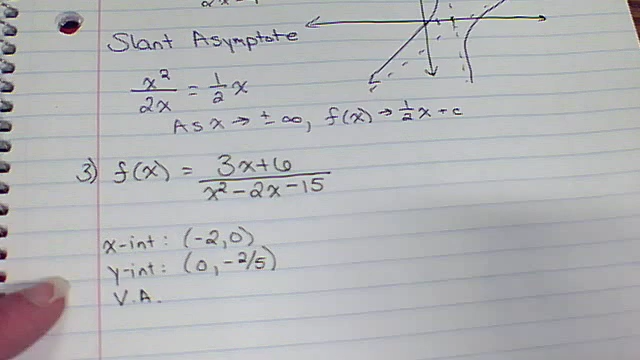 Slant Asymptote
x²/2x = 1/2 x
As x → ± ∞, f(x) → 1/2 x + c
3) f(x) = (3x+6)/(x²-2x-15)
x-int: (-2,0)
y-int: (0, -2/5)
V.A.